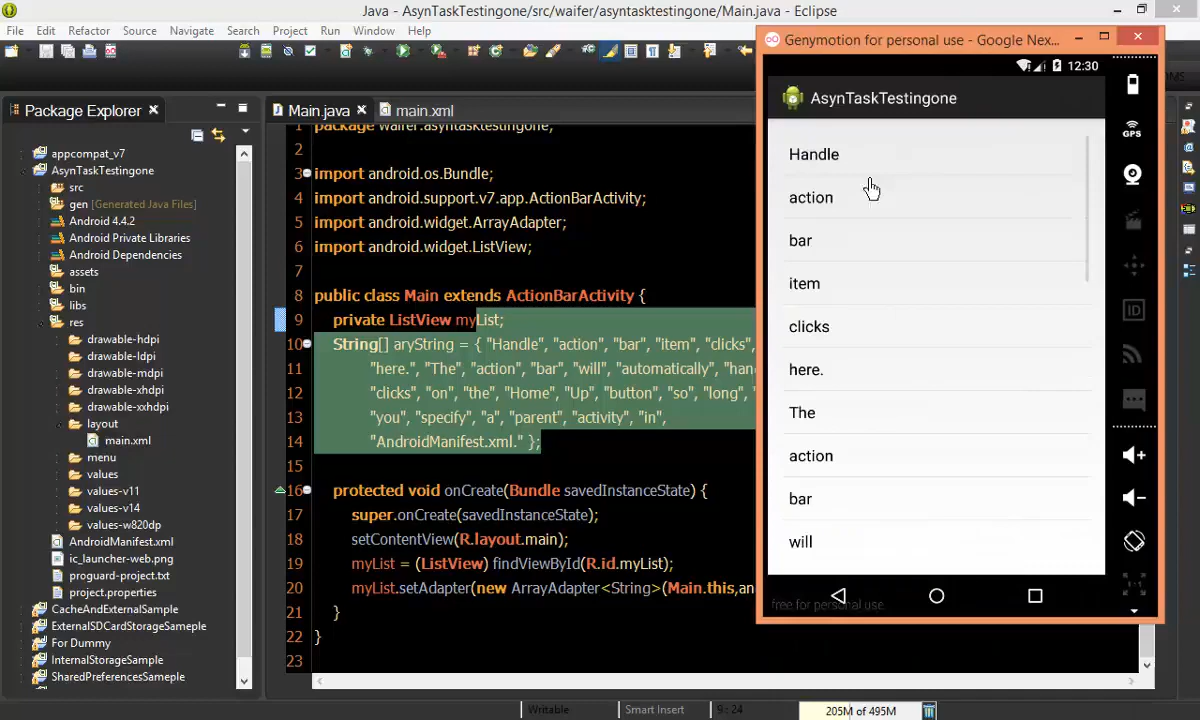 Java - AsynTaskTestingone/src/waifer/asyntasktestingone/Main.java - Eclipse
File Edit Refactor Source Navigate Search Project Run Window Help
Package Explorer
appcompat_v7
AsynTaskTestingone
src
gen [Generated Java Files]
Android 4.4.2
Android Private Libraries
Android Dependencies
assets
bin
libs
res
drawable-hdpi
drawable-ldpi
drawable-mdpi
drawable-xhdpi
drawable-xxhdpi
layout
main.xml
menu
values
values-v11
values-v14
values-w820dp
AndroidManifest.xml
ic_launcher-web.png
proguard-project.txt
project.properties
CacheAndExternalSample
ExternalSDCardStorageSameple
For Dummy
InternalStorageSample
SharedPreferencesSample
Main.java main.xml
1 package waifer.asyntasktestingone;
2
3 import android.os.Bundle;
4 import android.support.v7.app.ActionBarActivity;
5 import android.widget.ArrayAdapter;
6 import android.widget.ListView;
7
8 public class Main extends ActionBarActivity {
9 private ListView myList;
10 String[] aryString = { "Handle", "action", "bar", "item", "clicks",
11 "here.", "The", "action", "bar", "will", "automatically", "han
12 "clicks", "on", "the", "Home", "Up", "button", "so", "long", "
13 "you", "specify", "a", "parent", "activity", "in",
14 "AndroidManifest.xml." };
15
16 protected void onCreate(Bundle savedInstanceState) {
17 super.onCreate(savedInstanceState);
18 setContentView(R.layout.main);
19 myList = (ListView) findViewById(R.id.myList);
20 myList.setAdapter(new ArrayAdapter<String>(Main.this,an
21 }
22 }
23
Writable Smart Insert 9 : 24 205M of 495M
Genymotion for personal use - Google Nex...
12:30
AsynTaskTestingone
Handle
action
bar
item
clicks
here.
The
action
bar
will
free for personal use
GPS
ID
1:1